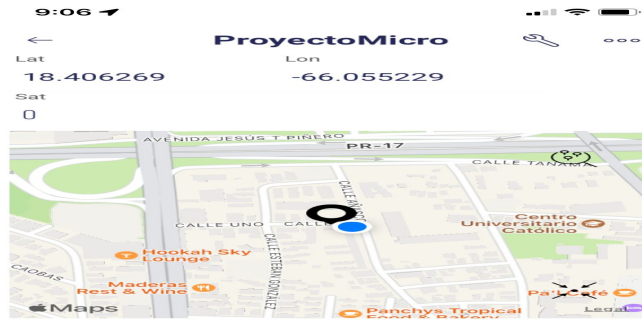 9:06
ProyectoMicro
Lat
Lon
18.406269
-66.055229
Sat
0
AVENIDA JESÚS T PIÑERO
PR-17
CALLE TANAMÁ
CALLE UNO
CALLE ESTEBAN GONZALEZ
Centro
Universitario
Católico
Hookah Sky
Lounge
CAOBAS
Maderas
Rest & Wine
Pa'l Café
Maps
Legal
Panchys Tropical
Food & Bakery